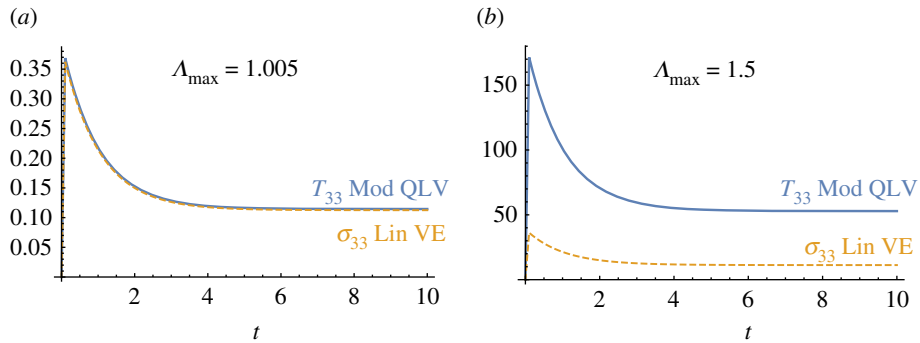 (a)
Λmax = 1.005
0.35
0.30
0.25
0.20
0.15
0.10
0.05
T33 Mod QLV
σ33 Lin VE
2 4 6 8 10
t
(b)
Λmax = 1.5
150
100
50
T33 Mod QLV
σ33 Lin VE
2 4 6 8 10
t